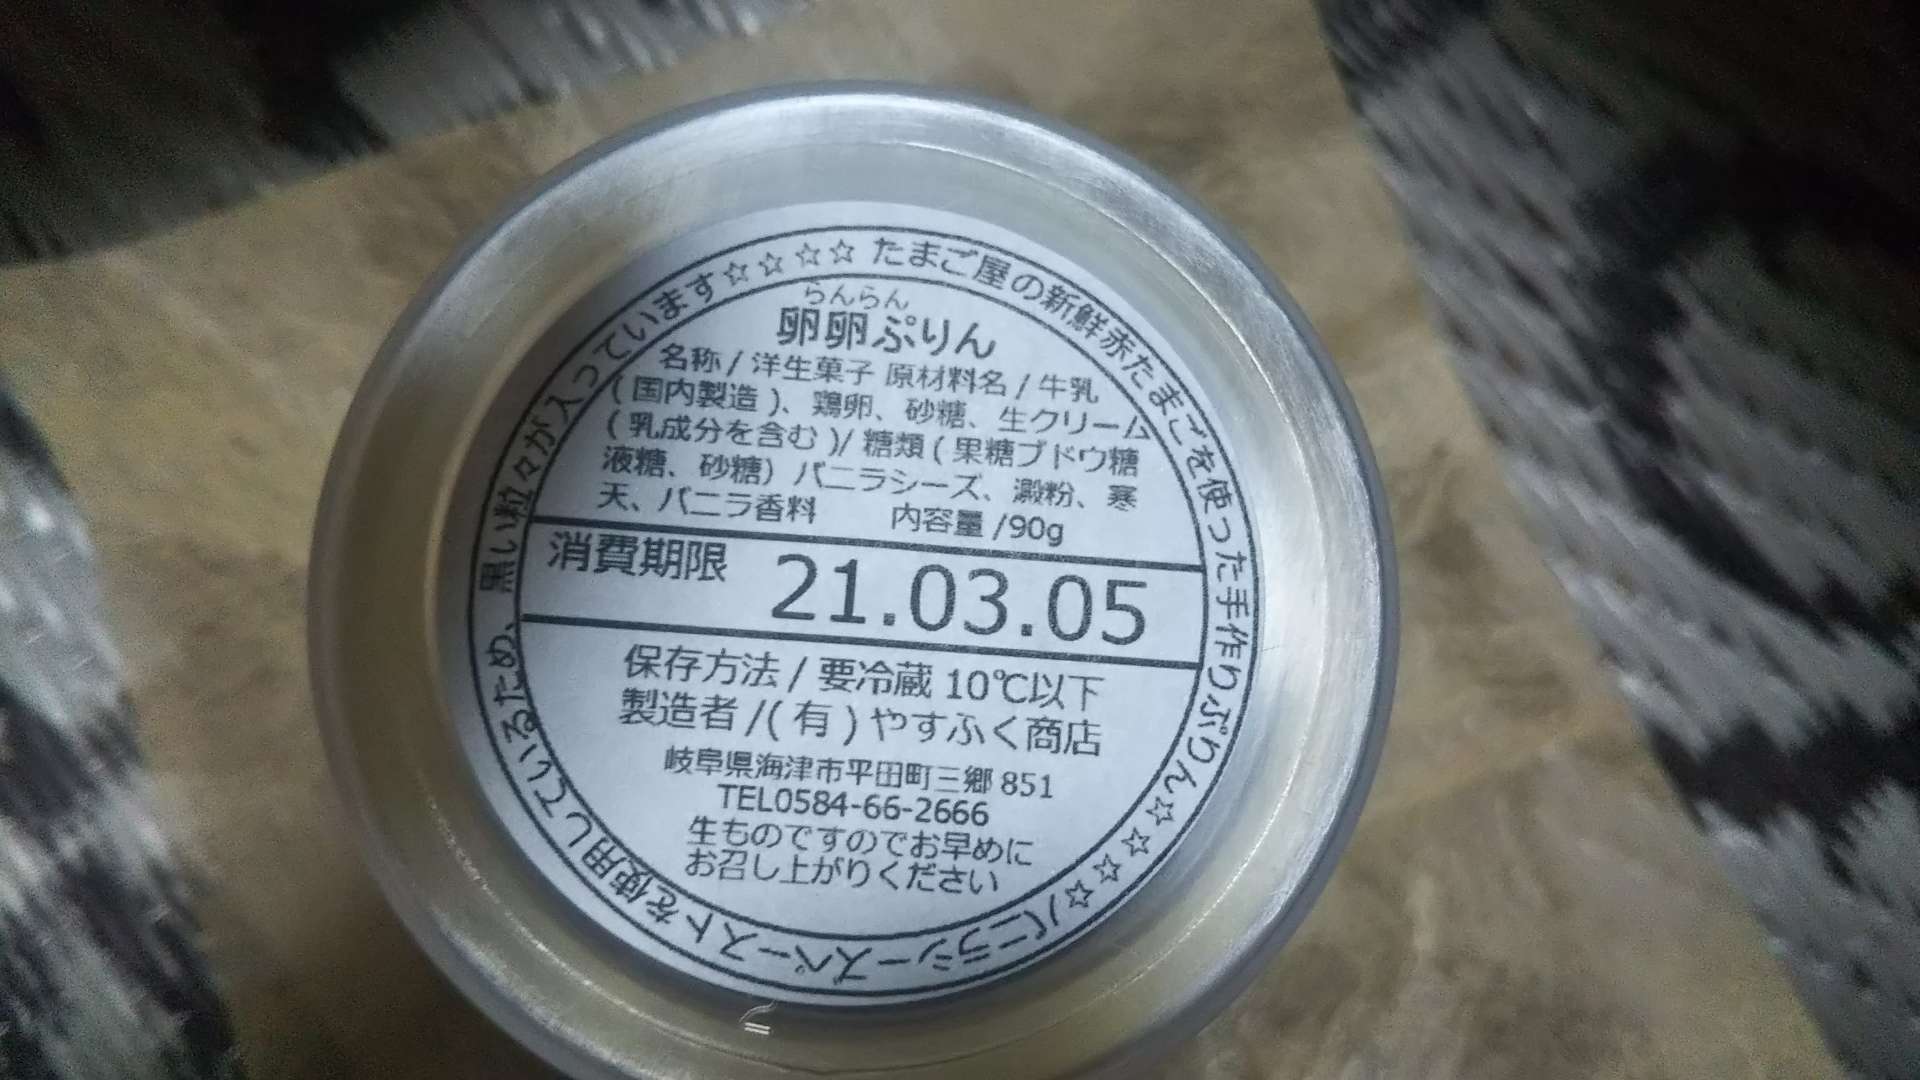 たまご屋の新鮮赤たまごを使った手作りぷりん☆☆☆☆バニラシースペーストを使用しているため、黒い粒々が入っています☆☆☆☆
らんらん
卵卵ぷりん
名称/洋生菓子 原材料名/牛乳
(国内製造)、鶏卵、砂糖、生クリーム
(乳成分を含む)/糖類(果糖ブドウ糖
液糖、砂糖)バニラシーズ、澱粉、寒
天、バニラ香料 内容量/90g
消費期限 21.03.05
保存方法/要冷蔵 10℃以下
製造者/(有)やすふく商店
岐阜県海津市平田町三郷 851
TEL0584-66-2666
生ものですのでお早めに
お召し上がりください